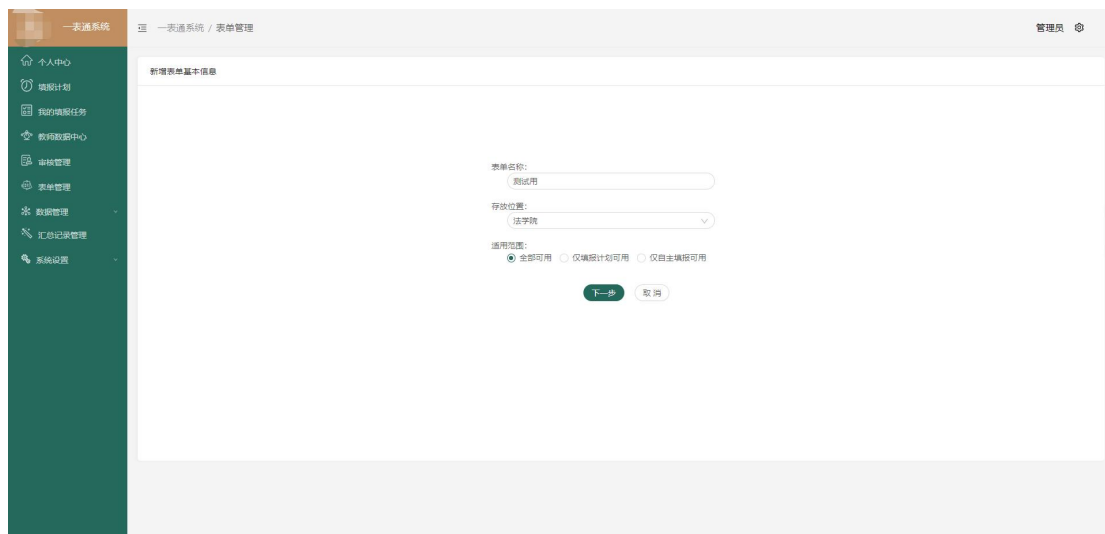 一表通系统
一表通系统 / 表单管理
管理员
个人中心
填报计划
我的填报任务
教师数据中心
审核管理
表单管理
数据管理
汇总记录管理
系统设置
新增表单基本信息
表单名称:
测试用
存放位置:
法学院
适用范围:
全部可用 仅填报计划可用 仅自主填报可用
下一步 取消